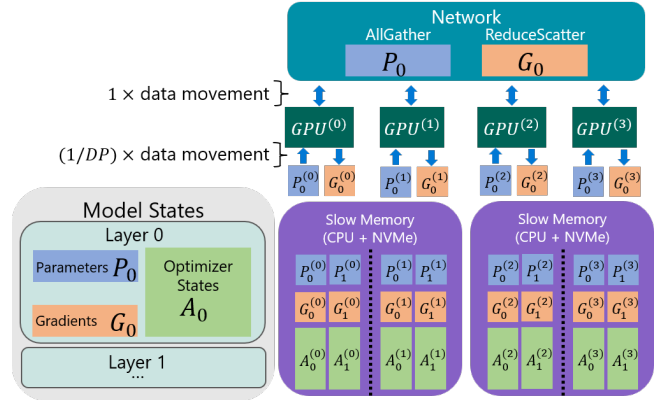 Network
AllGather ReduceScatter
P₀ G₀
1 × data movement
GPU⁽⁰⁾ GPU⁽¹⁾ GPU⁽²⁾ GPU⁽³⁾
(1/DP) × data movement
P₀⁽⁰⁾ G₀⁽⁰⁾ P₀⁽¹⁾ G₀⁽¹⁾ P₀⁽²⁾ G₀⁽²⁾ P₀⁽³⁾ G₀⁽³⁾
Model States
Layer 0
Parameters P₀
Optimizer
States
A₀
Gradients G₀
Layer 1
...
Slow Memory
(CPU + NVMe)
P₀⁽⁰⁾ P₁⁽⁰⁾ P₀⁽¹⁾ P₁⁽¹⁾
G₀⁽⁰⁾ G₁⁽⁰⁾ G₀⁽¹⁾ G₁⁽¹⁾
A₀⁽⁰⁾ A₁⁽⁰⁾ A₀⁽¹⁾ A₁⁽¹⁾
Slow Memory
(CPU + NVMe)
P₀⁽²⁾ P₁⁽²⁾ P₀⁽³⁾ P₁⁽³⁾
G₀⁽²⁾ G₁⁽²⁾ G₀⁽³⁾ G₁⁽³⁾
A₀⁽²⁾ A₁⁽²⁾ A₀⁽³⁾ A₁⁽³⁾